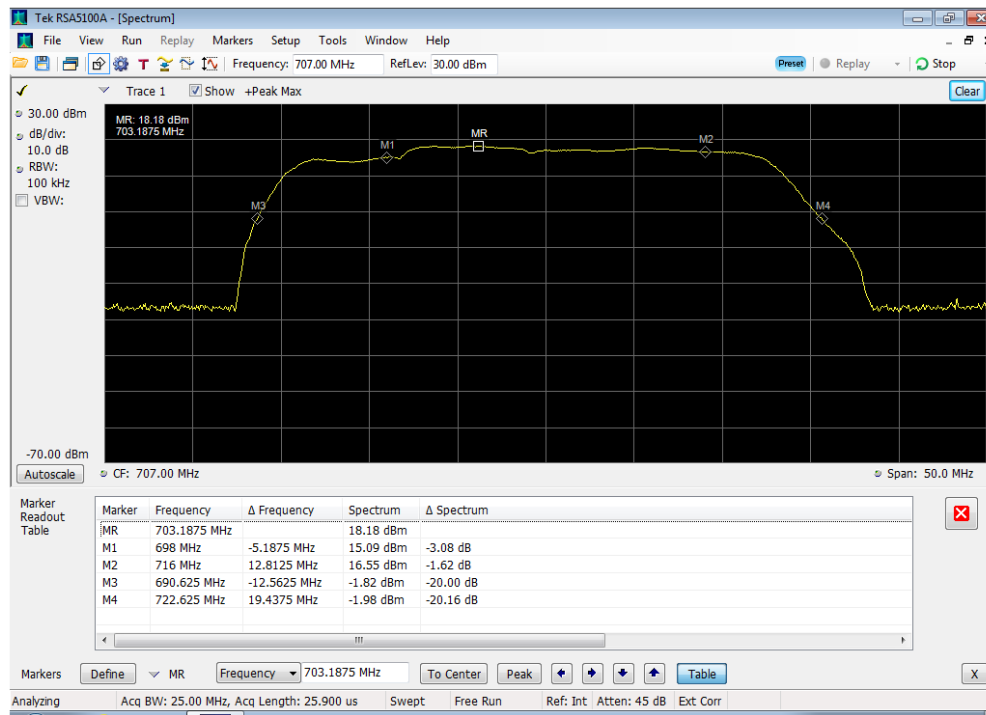 Tek RSA5100A - [Spectrum]
File View Run Replay Markers Setup Tools Window Help
T Frequency: 707.00 MHz RefLev: 30.00 dBm Preset Replay Stop
Trace 1 Show +Peak Max Clear
30.00 dBm
dB/div:
10.0 dB
RBW:
100 kHz
VBW:
MR: 18.18 dBm
703.1875 MHz
M1 MR M2
M3 M4
-70.00 dBm
Autoscale CF: 707.00 MHz Span: 50.0 MHz
Marker
Readout
Table
Marker Frequency Δ Frequency Spectrum Δ Spectrum
MR 703.1875 MHz 18.18 dBm
M1 698 MHz -5.1875 MHz 15.09 dBm -3.08 dB
M2 716 MHz 12.8125 MHz 16.55 dBm -1.62 dB
M3 690.625 MHz -12.5625 MHz -1.82 dBm -20.00 dB
M4 722.625 MHz 19.4375 MHz -1.98 dBm -20.16 dB
Markers Define MR Frequency 703.1875 MHz To Center Peak Table X
Analyzing Acq BW: 25.00 MHz, Acq Length: 25.900 us Swept Free Run Ref: Int Atten: 45 dB Ext Corr